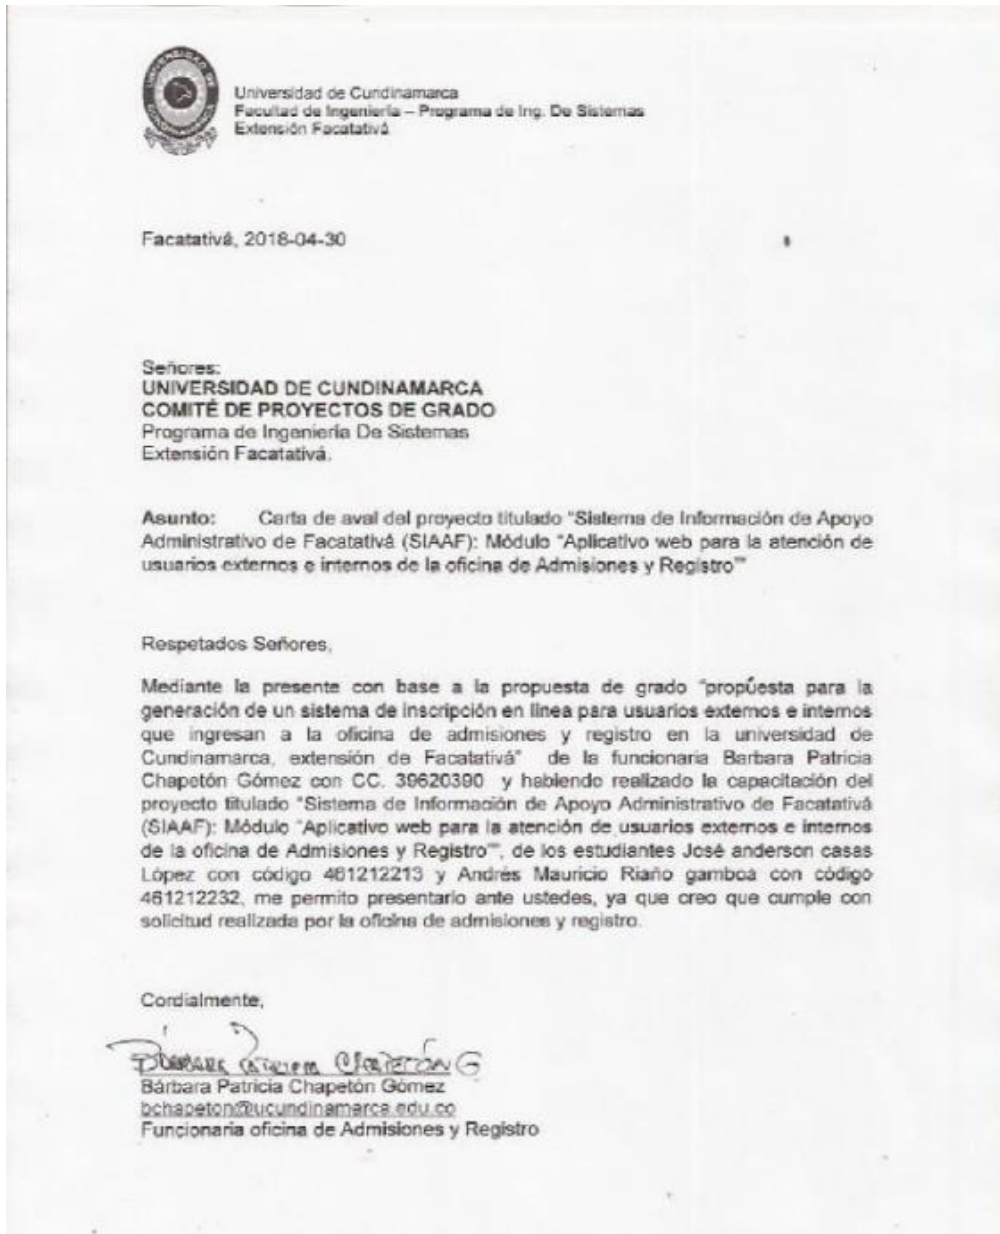 UNIVERSIDAD DE
CUNDINAMARCA
Universidad de Cundinamarca
Facultad de Ingeniería – Programa de Ing. De Sistemas
Extensión Facatativá
Facatativá, 2018-04-30
Señores:
UNIVERSIDAD DE CUNDINAMARCA
COMITÉ DE PROYECTOS DE GRADO
Programa de Ingeniería De Sistemas
Extensión Facatativá.
Asunto: Carta de aval del proyecto titulado “Sistema de Información de Apoyo
Administrativo de Facatativá (SIAAF): Módulo “Aplicativo web para la atención de
usuarios externos e internos de la oficina de Admisiones y Registro””
Respetados Señores,
Mediante la presente con base a la propuesta de grado “propuesta para la
generación de un sistema de inscripción en línea para usuarios externos e internos
que ingresan a la oficina de admisiones y registro en la universidad de
Cundinamarca, extensión de Facatativá” de la funcionaria Barbara Patricia
Chapetón Gómez con CC. 39620390 y habiendo realizado la capacitación del
proyecto titulado “Sistema de Información de Apoyo Administrativo de Facatativá
(SIAAF): Módulo “Aplicativo web para la atención de usuarios externos e internos
de la oficina de Admisiones y Registro””, de los estudiantes José anderson casas
López con código 461212213 y Andrés Mauricio Riaño gamboa con código
461212232, me permito presentarlo ante ustedes, ya que creo que cumple con
solicitud realizada por la oficina de admisiones y registro.
Cordialmente,
BÁRBARA PATRICIA CHAPETÓN G
Bárbara Patricia Chapetón Gómez
bchapeton@ucundinamarca.edu.co
Funcionaria oficina de Admisiones y Registro